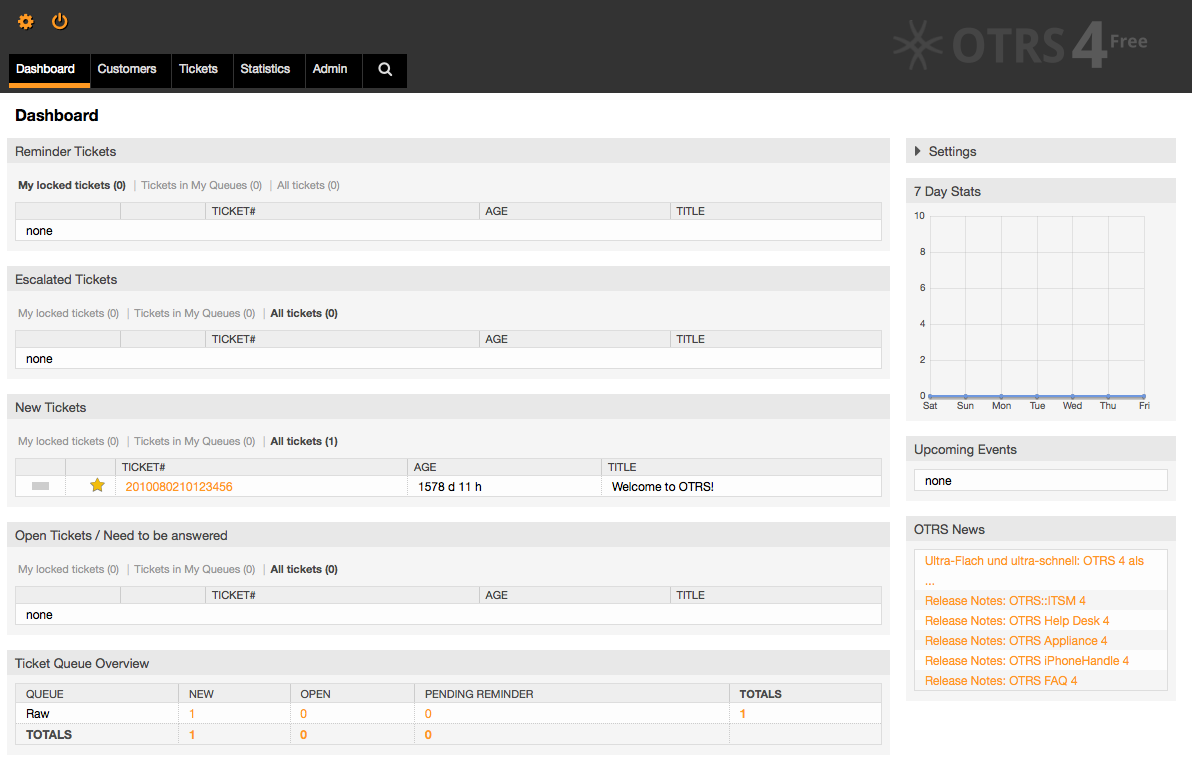 OTRS 4 Free
Dashboard Customers Tickets Statistics Admin
Dashboard
Reminder Tickets
My locked tickets (0) | Tickets in My Queues (0) | All tickets (0)
TICKET# AGE TITLE
none
Escalated Tickets
My locked tickets (0) | Tickets in My Queues (0) | All tickets (0)
TICKET# AGE TITLE
none
New Tickets
My locked tickets (0) | Tickets in My Queues (0) | All tickets (1)
TICKET# AGE TITLE
2010080210123456 1578 d 11 h Welcome to OTRS!
Open Tickets / Need to be answered
My locked tickets (0) | Tickets in My Queues (0) | All tickets (0)
TICKET# AGE TITLE
none
Ticket Queue Overview
QUEUE NEW OPEN PENDING REMINDER TOTALS
Raw 1 0 0 1
TOTALS 1 0 0
Settings
7 Day Stats
10
8
6
4
2
0
Sat Sun Mon Tue Wed Thu Fri
Upcoming Events
none
OTRS News
Ultra-Flach und ultra-schnell: OTRS 4 als
...
Release Notes: OTRS::ITSM 4
Release Notes: OTRS Help Desk 4
Release Notes: OTRS Appliance 4
Release Notes: OTRS iPhoneHandle 4
Release Notes: OTRS FAQ 4